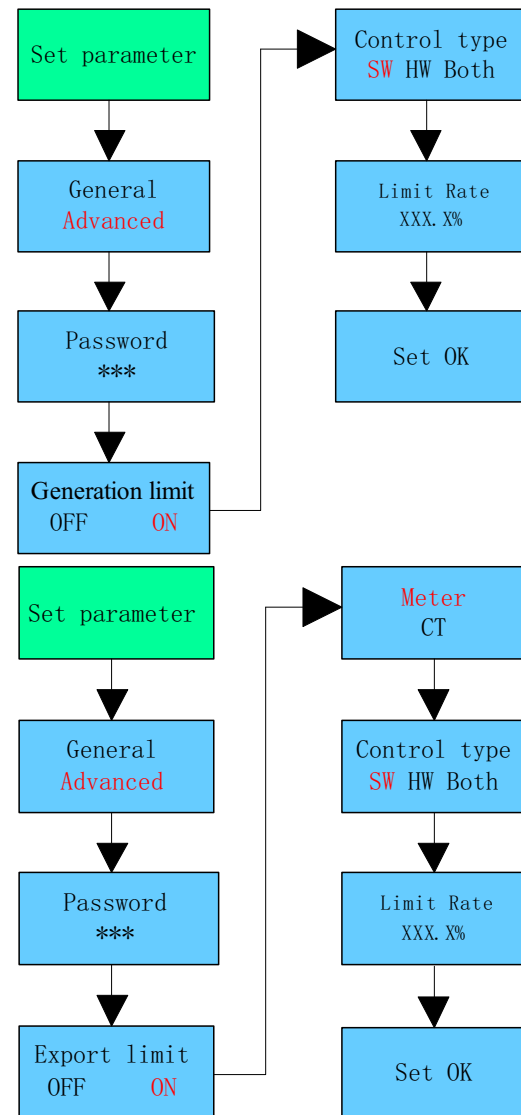 Set parameter
General
Advanced
Password
***
Generation limit
OFF ON
Control type
SW HW Both
Limit Rate
XXX.X%
Set OK
Set parameter
General
Advanced
Password
***
Export limit
OFF ON
Meter
CT
Control type
SW HW Both
Limit Rate
XXX.X%
Set OK